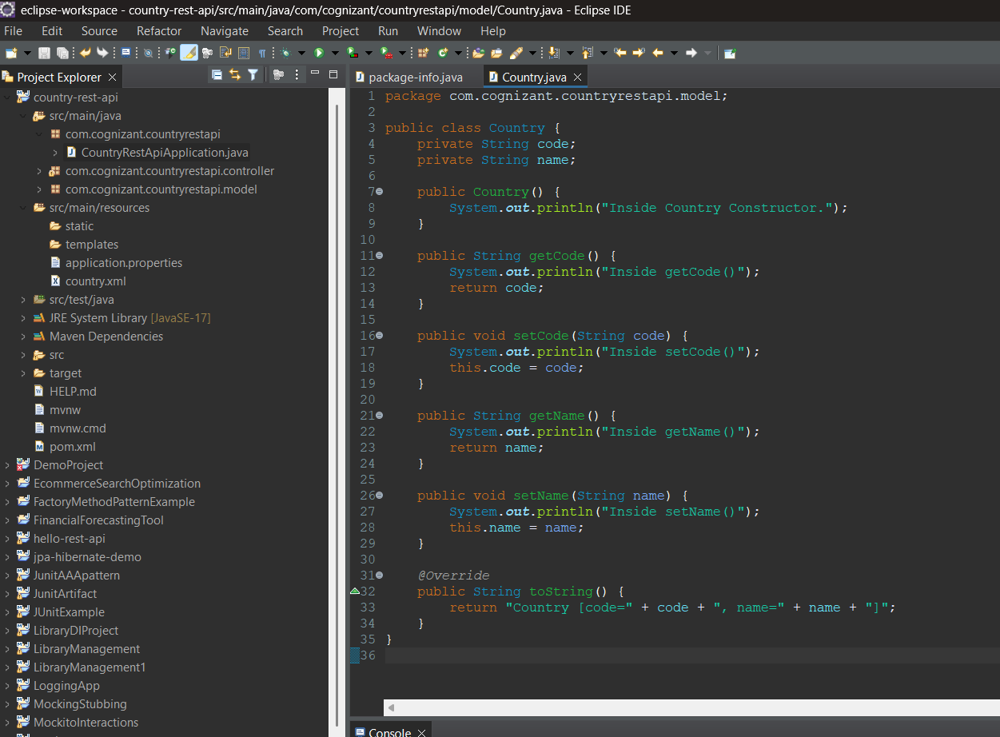 eclipse-workspace - country-rest-api/src/main/java/com/cognizant/countryrestapi/model/Country.java - Eclipse IDE
File Edit Source Refactor Navigate Search Project Run Window Help
Project Explorer
country-rest-api
src/main/java
com.cognizant.countryrestapi
CountryRestApiApplication.java
com.cognizant.countryrestapi.controller
com.cognizant.countryrestapi.model
src/main/resources
static
templates
application.properties
country.xml
src/test/java
JRE System Library [JavaSE-17]
Maven Dependencies
src
target
HELP.md
mvnw
mvnw.cmd
pom.xml
DemoProject
EcommerceSearchOptimization
FactoryMethodPatternExample
FinancialForecastingTool
hello-rest-api
jpa-hibernate-demo
JunitAAApattern
JunitArtifact
JUnitExample
LibraryDIProject
LibraryManagement
LibraryManagement1
LoggingApp
MockingStubbing
MockitoInteractions
package-info.java Country.java
1 package com.cognizant.countryrestapi.model;
2
3 public class Country {
4     private String code;
5     private String name;
6
7     public Country() {
8         System.out.println("Inside Country Constructor.");
9     }
10
11     public String getCode() {
12         System.out.println("Inside getCode()");
13         return code;
14     }
15
16     public void setCode(String code) {
17         System.out.println("Inside setCode()");
18         this.code = code;
19     }
20
21     public String getName() {
22         System.out.println("Inside getName()");
23         return name;
24     }
25
26     public void setName(String name) {
27         System.out.println("Inside setName()");
28         this.name = name;
29     }
30
31     @Override
32     public String toString() {
33         return "Country [code=" + code + ", name=" + name + "]";
34     }
35 }
36
Console